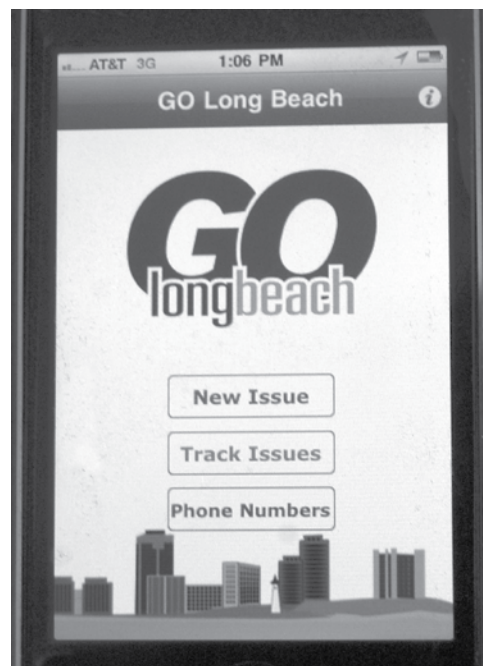 AT&T 3G 1:06 PM
GO Long Beach i
GO
longbeach
New Issue
Track Issues
Phone Numbers